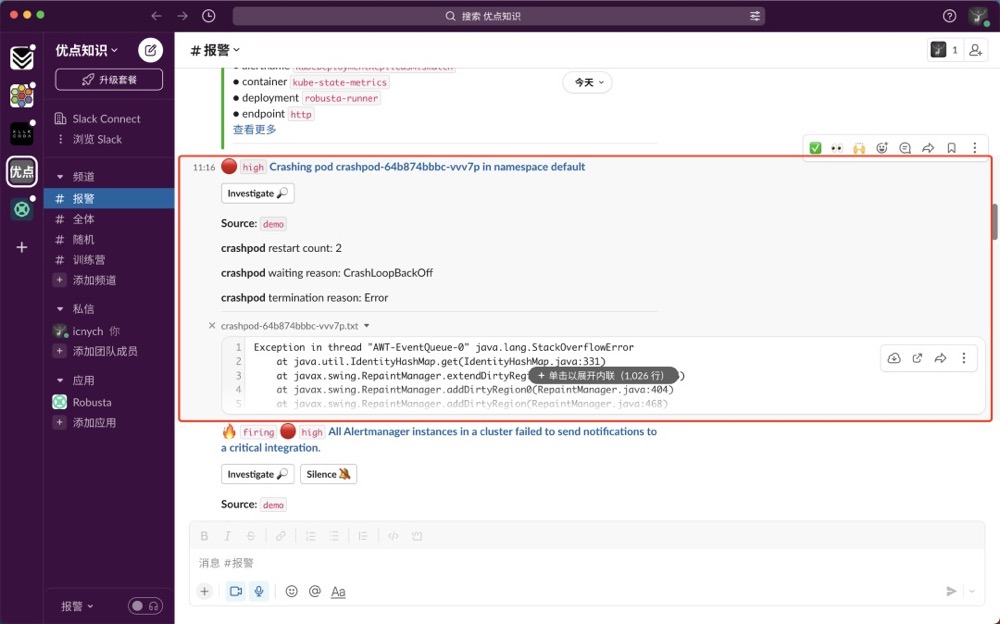 搜索 优点知识
优点知识
升级套餐
Slack Connect
浏览 Slack
频道
# 报警
# 全体
# 随机
# 训练营
+ 添加频道
私信
icnych 你
+ 添加团队成员
应用
Robusta
+ 添加应用
报警
优点
# 报警
1
今天
● container kube-state-metrics
● deployment robusta-runner
● endpoint http
查看更多
11:16 high Crashing pod crashpod-64b874bbbc-vvv7p in namespace default
Investigate
Source: demo
crashpod restart count: 2
crashpod waiting reason: CrashLoopBackOff
crashpod termination reason: Error
crashpod-64b874bbbc-vvv7p.txt
1 Exception in thread "AWT-EventQueue-0" java.lang.StackOverflowError
2 at java.util.IdentityHashMap.get(IdentityHashMap.java:331)
3 at javax.swing.RepaintManager.extendDirtyReg
+ 单击以展开内联（1,026 行）
4 at javax.swing.RepaintManager.addDirtyRegion0(RepaintManager.java:404)
5 at javax.swing.RepaintManager.addDirtyRegion(RepaintManager.java:468)
firing high All Alertmanager instances in a cluster failed to send notifications to
a critical integration.
Investigate Silence
Source: demo
B I S
消息 #报警
+ @ Aa